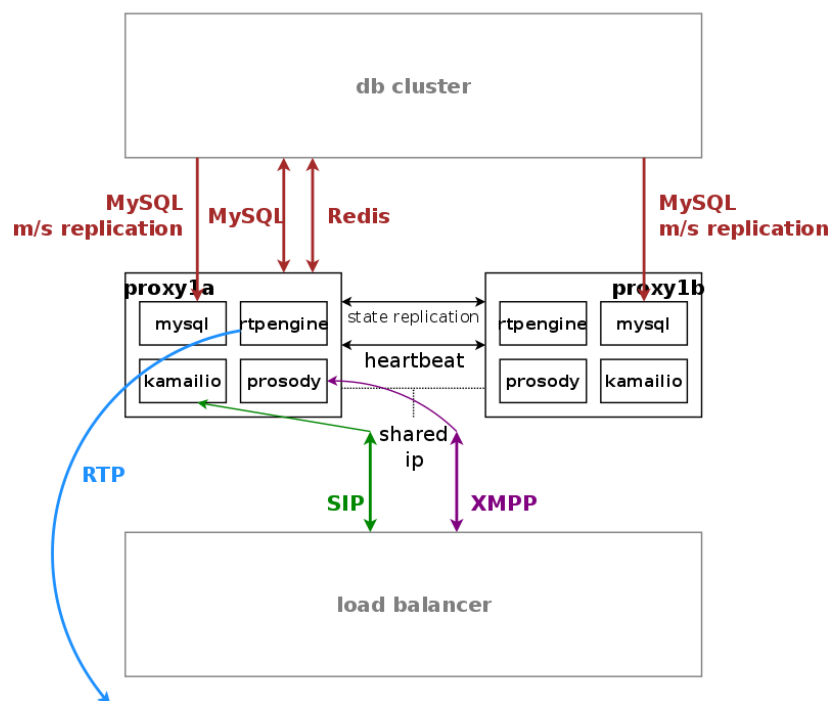 db cluster
MySQL
m/s replication
MySQL
Redis
MySQL
m/s replication
proxy1a
proxy1b
mysql
rtpengine
state replication
rtpengine
mysql
heartbeat
kamailio
prosody
prosody
kamailio
shared
ip
RTP
SIP
XMPP
load balancer